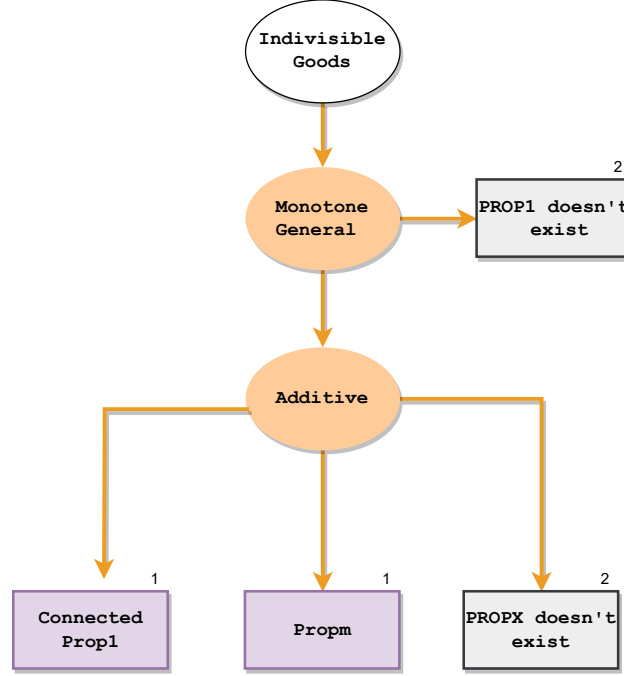 Indivisible
Goods
2
Monotone
General
PROP1 doesn't
exist
Additive
1
1
2
Connected
Prop1
Propm
PROPX doesn't
exist